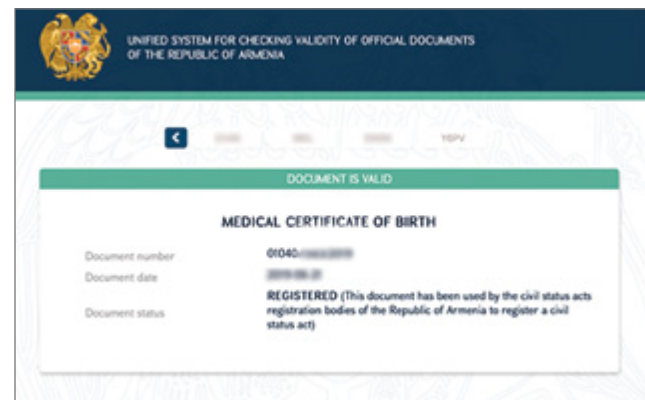 UNIFIED SYSTEM FOR CHECKING VALIDITY OF OFFICIAL DOCUMENTS
OF THE REPUBLIC OF ARMENIA
YSPV
DOCUMENT IS VALID
MEDICAL CERTIFICATE OF BIRTH
Document number 01040
Document date
Document status REGISTERED (This document has been used by the civil status acts
registration bodies of the Republic of Armenia to register a civil
status act)